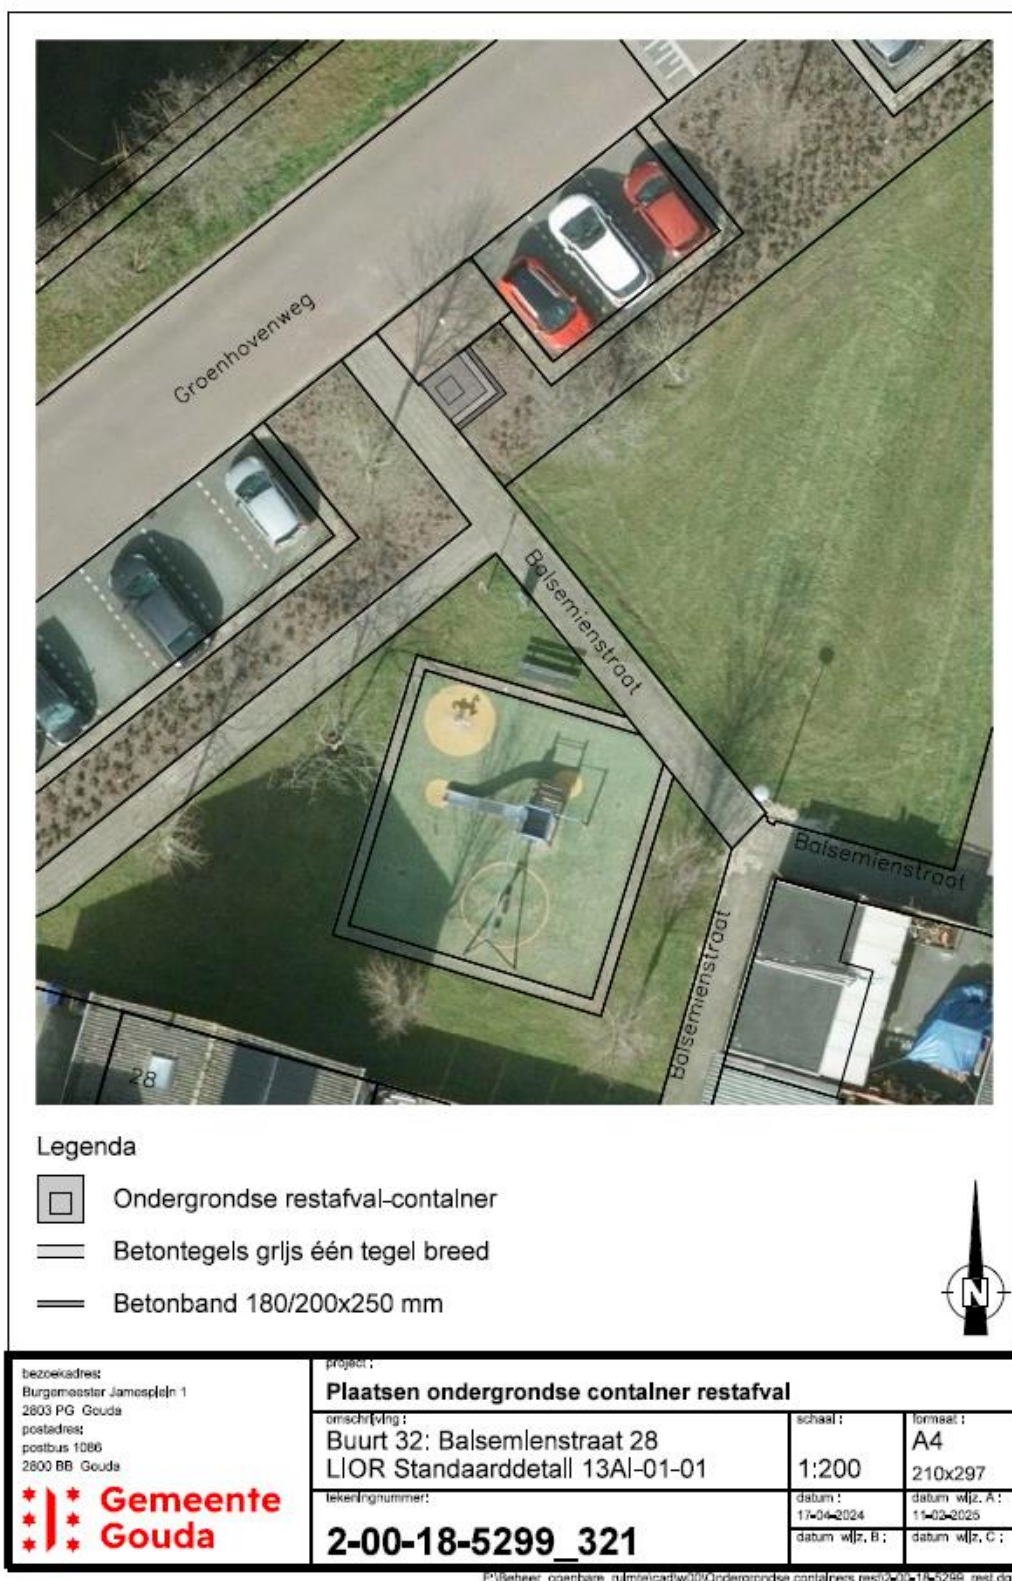 Groenhovenweg
Balsemienstraat
Balsemienstraat
Balsemienstraat
28
Legenda
Ondergrondse restafval-container
Betontegels grijs één tegel breed
Betonband 180/200x250 mm
N
bezoekadres:
Burgemeester Jamesplein 1
2803 PG Gouda
postadres:
postbus 1086
2800 BB Gouda
Gemeente
Gouda
project :
Plaatsen ondergrondse container restafval
omschrijving :
Buurt 32: Balsemienstraat 28
LIOR Standaarddetail 13AI-01-01
schaal :
1:200
formaat :
A4
210x297
tekeningnummer:
2-00-18-5299_321
datum :
17-04-2024
datum wijz. A :
11-02-2025
datum wijz. B :
datum wijz. C :